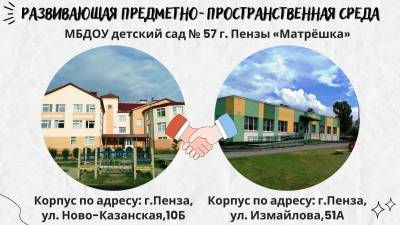 РАЗВИВАЮЩАЯ ПРЕДМЕТНО- ПРОСТРАНСТВЕННАЯ СРЕДА
МБДОУ детский сад № 57 г. Пензы «Матрёшка»
Корпус по адресу: г.Пенза,
ул. Ново-Казанская,10Б
Корпус по адресу: г.Пенза,
ул. Измайлова,51А